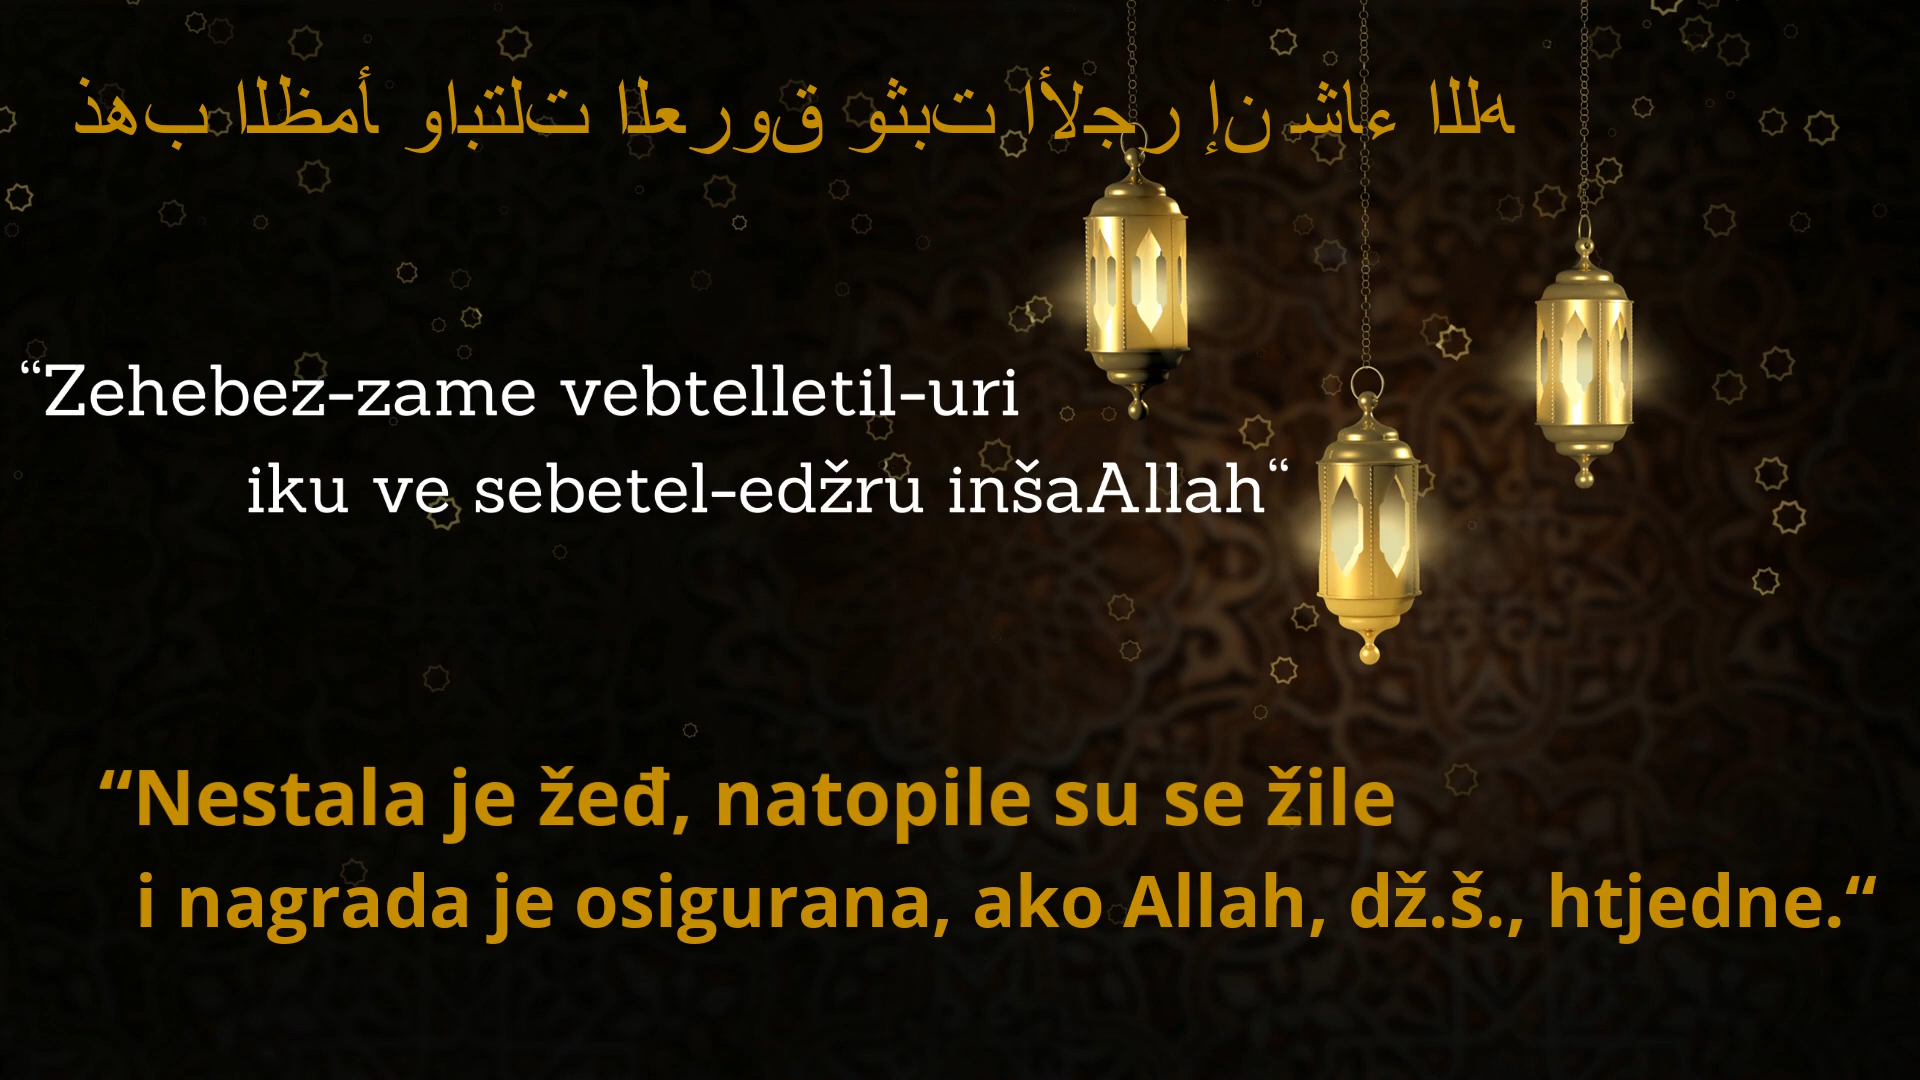 ذهب الظمأ وابتلت العروق وثبت الأجر إن شاء الله
“Zehebez-zame vebtelletil-uri
iku ve sebetel-edžru inšaAllah“
“Nestala je žeđ, natopile su se žile
i nagrada je osigurana, ako Allah, dž.š., htjedne.“